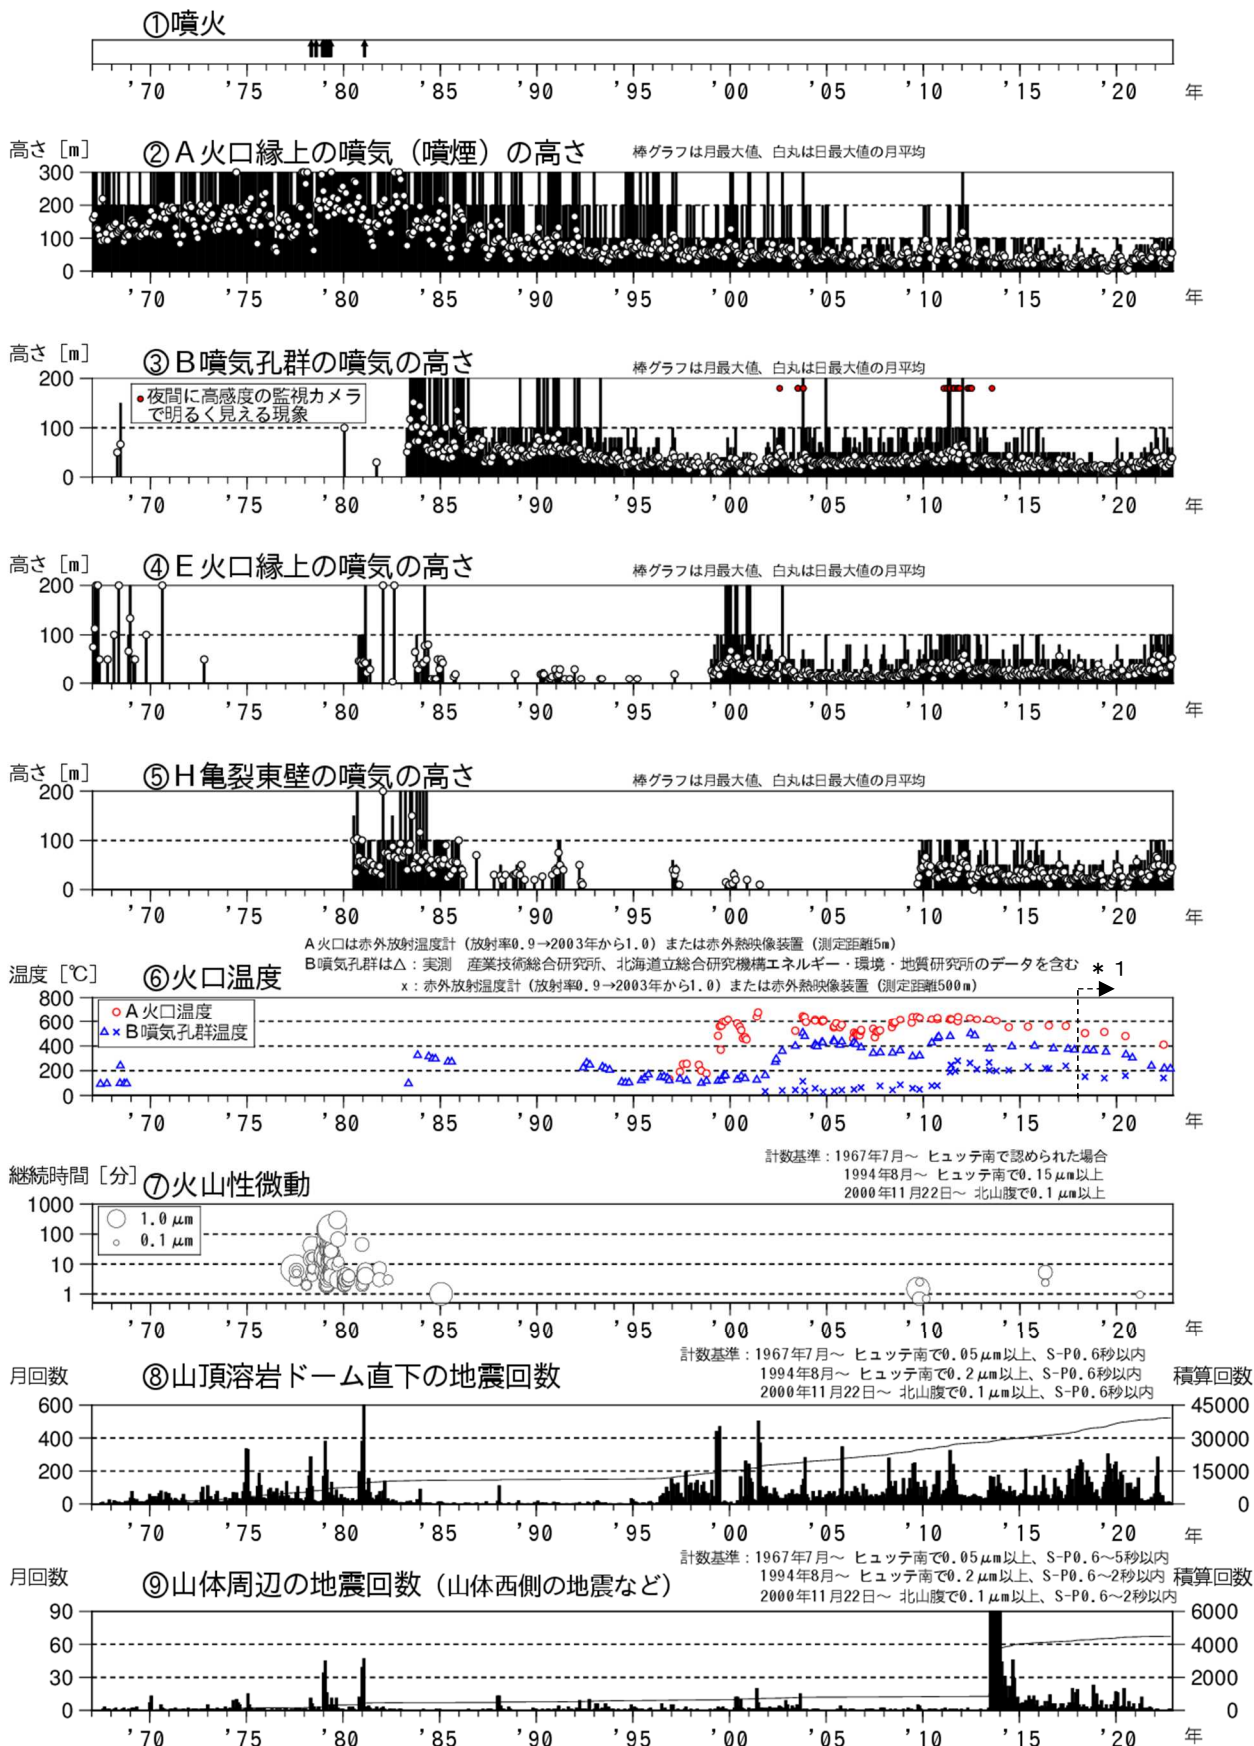 ①噴火
'70 '75 '80 '85 '90 '95 '00 '05 '10 '15 '20 年
高さ [m] ②A火口縁上の噴気（噴煙）の高さ 棒グラフは月最大値、白丸は日最大値の月平均
300
200
100
0
'70 '75 '80 '85 '90 '95 '00 '05 '10 '15 '20 年
高さ [m] ③B噴気孔群の噴気の高さ 棒グラフは月最大値、白丸は日最大値の月平均
200
夜間に高感度の監視カメラ
で明るく見える現象
100
0
'70 '75 '80 '85 '90 '95 '00 '05 '10 '15 '20 年
高さ [m] ④E火口縁上の噴気の高さ 棒グラフは月最大値、白丸は日最大値の月平均
200
100
0
'70 '75 '80 '85 '90 '95 '00 '05 '10 '15 '20 年
高さ [m] ⑤H亀裂東壁の噴気の高さ 棒グラフは月最大値、白丸は日最大値の月平均
200
100
0
'70 '75 '80 '85 '90 '95 '00 '05 '10 '15 '20 年
A火口は赤外放射温度計（放射率0.9→2003年から1.0）または赤外熱映像装置（測定距離5m）
B噴気孔群は△：実測 産業技術総合研究所、北海道立総合研究機構エネルギー・環境・地質研究所のデータを含む
温度 [℃] ⑥火口温度 x：赤外放射温度計（放射率0.9→2003年から1.0）または赤外熱映像装置（測定距離500m） *1
800
○ A火口温度
600
△ × B噴気孔群温度
400
200
0
'70 '75 '80 '85 '90 '95 '00 '05 '10 '15 '20 年
計数基準：1967年7月～ ヒュッテ南で認められた場合
継続時間 [分] ⑦火山性微動 1994年8月～ ヒュッテ南で0.15μm以上
2000年11月22日～ 北山腹で0.1μm以上
1000
1.0μm
100
0.1μm
10
1
'70 '75 '80 '85 '90 '95 '00 '05 '10 '15 '20 年
計数基準：1967年7月～ ヒュッテ南で0.05μm以上、S-P0.6秒以内
月回数 ⑧山頂溶岩ドーム直下の地震回数 1994年8月～ ヒュッテ南で0.2μm以上、S-P0.6秒以内 積算回数
2000年11月22日～ 北山腹で0.1μm以上、S-P0.6秒以内
600 45000
400 30000
200 15000
0 0
'70 '75 '80 '85 '90 '95 '00 '05 '10 '15 '20 年
計数基準：1967年7月～ ヒュッテ南で0.05μm以上、S-P0.6～5秒以内
月回数 ⑨山体周辺の地震回数（山体西側の地震など） 1994年8月～ ヒュッテ南で0.2μm以上、S-P0.6～2秒以内 積算回数
2000年11月22日～ 北山腹で0.1μm以上、S-P0.6～2秒以内
90 6000
60 4000
30 2000
0 0
'70 '75 '80 '85 '90 '95 '00 '05 '10 '15 '20 年